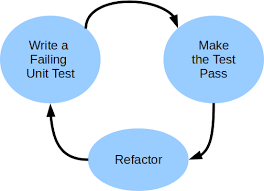 Write a
Failing
Unit Test
Make
the Test
Pass
Refactor